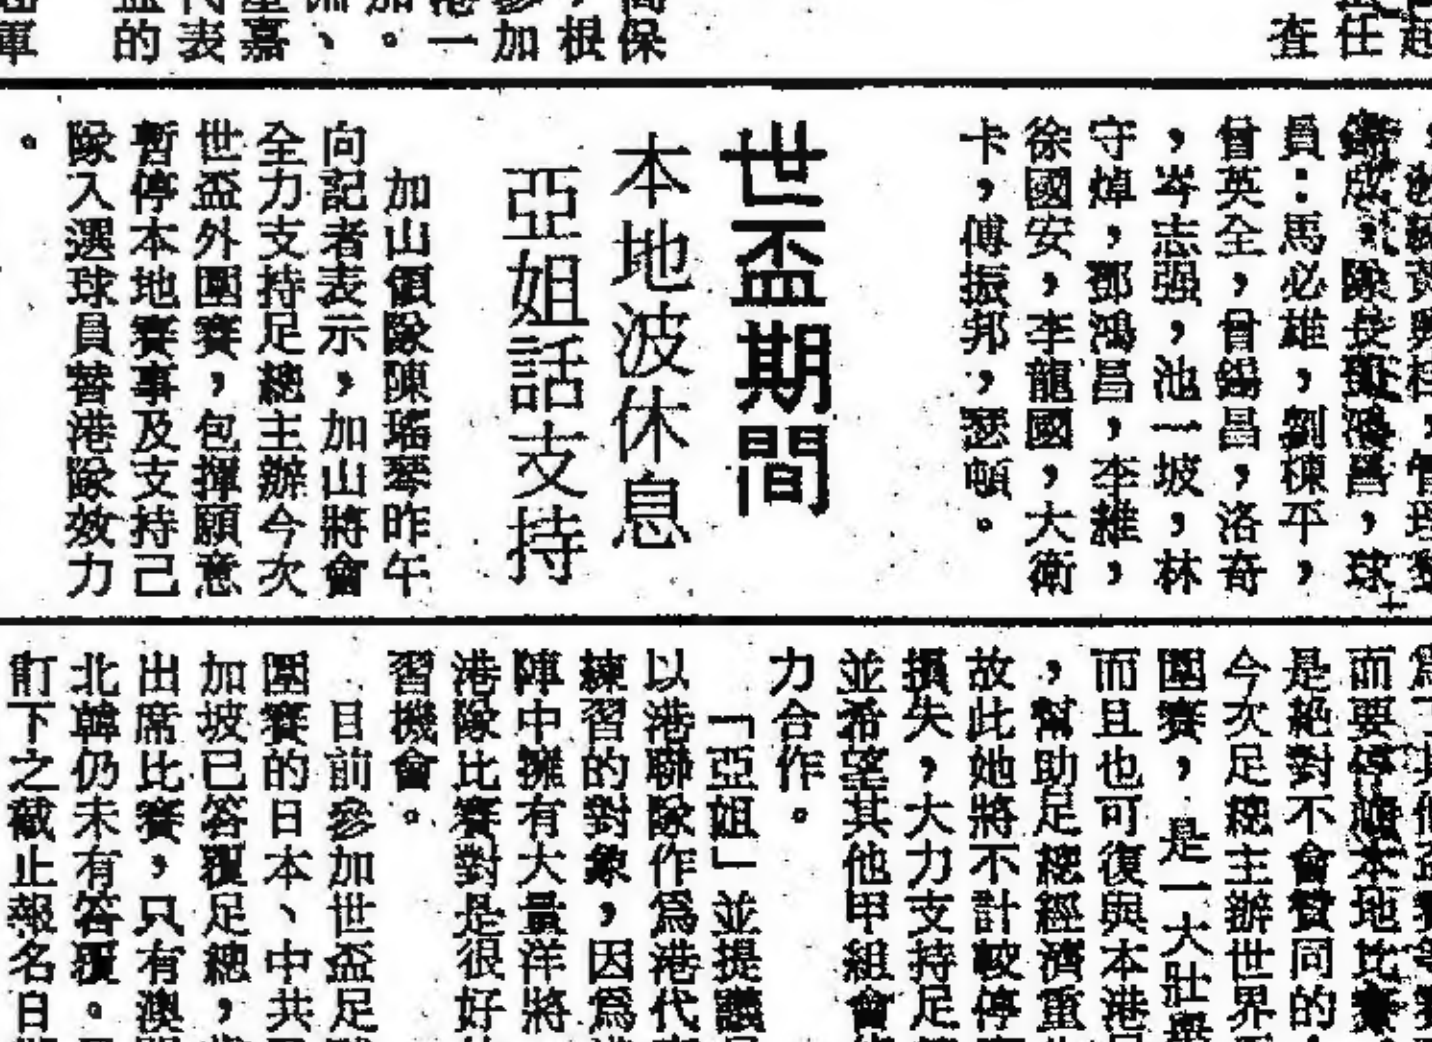 起
任
查
保
根
加
一
。
、
嘉
表
的
軍
員：馬必雄，劉棟平，
曾英全，曾錫昌，洛奇
，岑志强，池一坡，林
守焯，鄧鴻昌，李維，
徐國安，李龍國，大衛
卡，傅振邦，瑟頓。
世盃期間
本地波休息
亞姐話支持
加山領隊陳瑤琴昨午
向記者表示，加山將會
全力支持足總主辦今次
世盃外圍賽，包括願意
暫停本地賽事及支持己
隊入選球員替港隊效力
。
而要停
是絕對不會贊同的
今次足總主辦世界
圍賽，是一大壯舉
而且也可復與本港
，幫助足總經濟重
故此她將不計較停
損失，大力支持足
並希望其他甲組會
力合作。
「亞姐」並提議
以港聯隊作爲港代
練習的對象，因爲
陣中擁有大量洋將
港隊比賽對是很好
習機會。
目前參加世盃足
圍賽的日本、中共
加坡已答覆足總，
出席比賽，只有澳
北韓仍未有答覆。
訂下之截止報名日